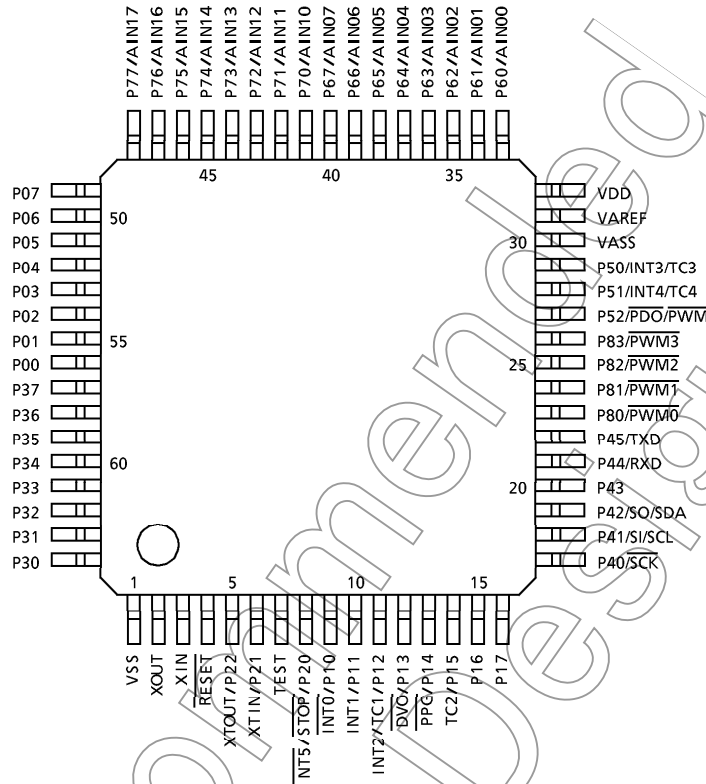 P77/AIN17
P76/AIN16
P75/AIN15
P74/AIN14
P73/AIN13
P72/AIN12
P71/AIN11
P70/AIN10
P67/AIN07
P66/AIN06
P65/AIN05
P64/AIN04
P63/AIN03
P62/AIN02
P61/AIN01
P60/AIN00
45
40
35
P07
P06
P05
P04
P03
P02
P01
P00
P37
P36
P35
P34
P33
P32
P31
P30
50
55
60
30
25
20
VDD
VAREF
VASS
P50/INT3/TC3
P51/INT4/TC4
P52/PDO/PWM
P83/PWM3
P82/PWM2
P81/PWM1
P80/PWM0
P45/TXD
P44/RXD
P43
P42/SO/SDA
P41/SI/SCL
P40/SCK
1
5
10
15
VSS
XOUT
XIN
RESET
XTOUT/P22
XTIN/P21
TEST
NT5/STOP/P20
INT0/P10
INT1/P11
INT2/TC1/P12
DVO/P13
PPG/P14
TC2/P15
P16
P17
ommended
Desig